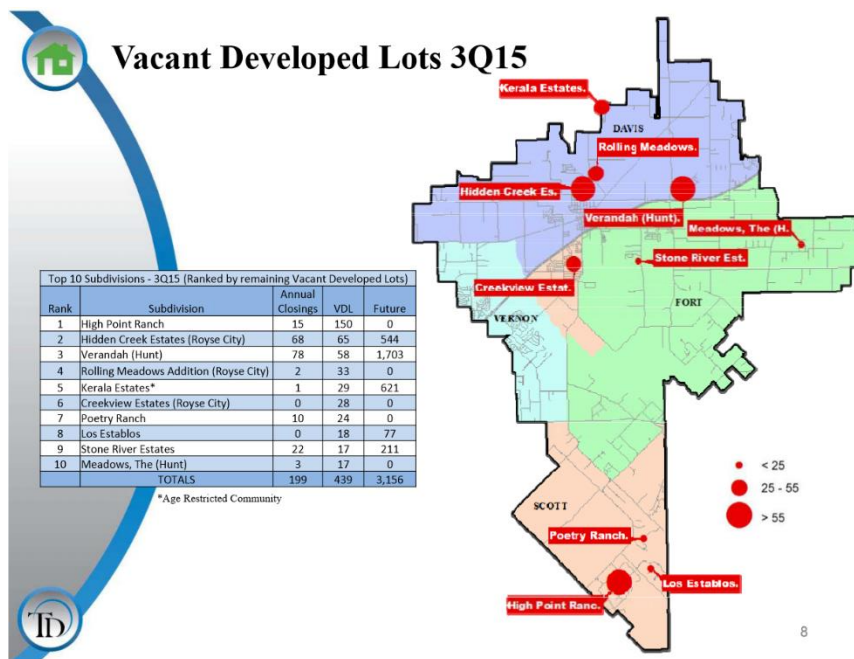 Vacant Developed Lots 3Q15
Kerala Estates.
DAVIS
Rolling Meadows.
Hidden Creek Es.
Verandah (Hunt).
Meadows, The (H.
Stone River Est.
Creekview Estat.
FORT
VERNON
Top 10 Subdivisions - 3Q15 (Ranked by remaining Vacant Developed Lots)
Rank Subdivision Annual Closings VDL Future
1 High Point Ranch 15 150 0
2 Hidden Creek Estates (Royse City) 68 65 544
3 Verandah (Hunt) 78 58 1,703
4 Rolling Meadows Addition (Royse City) 2 33 0
5 Kerala Estates* 1 29 621
6 Creekview Estates (Royse City) 0 28 0
7 Poetry Ranch 10 24 0
8 Los Establos 0 18 77
9 Stone River Estates 22 17 211
10 Meadows, The (Hunt) 3 17 0
TOTALS 199 439 3,156
*Age Restricted Community
< 25
25 - 55
> 55
SCOTT
Poetry Ranch.
Los Establos.
High Point Ranc.
TD
8